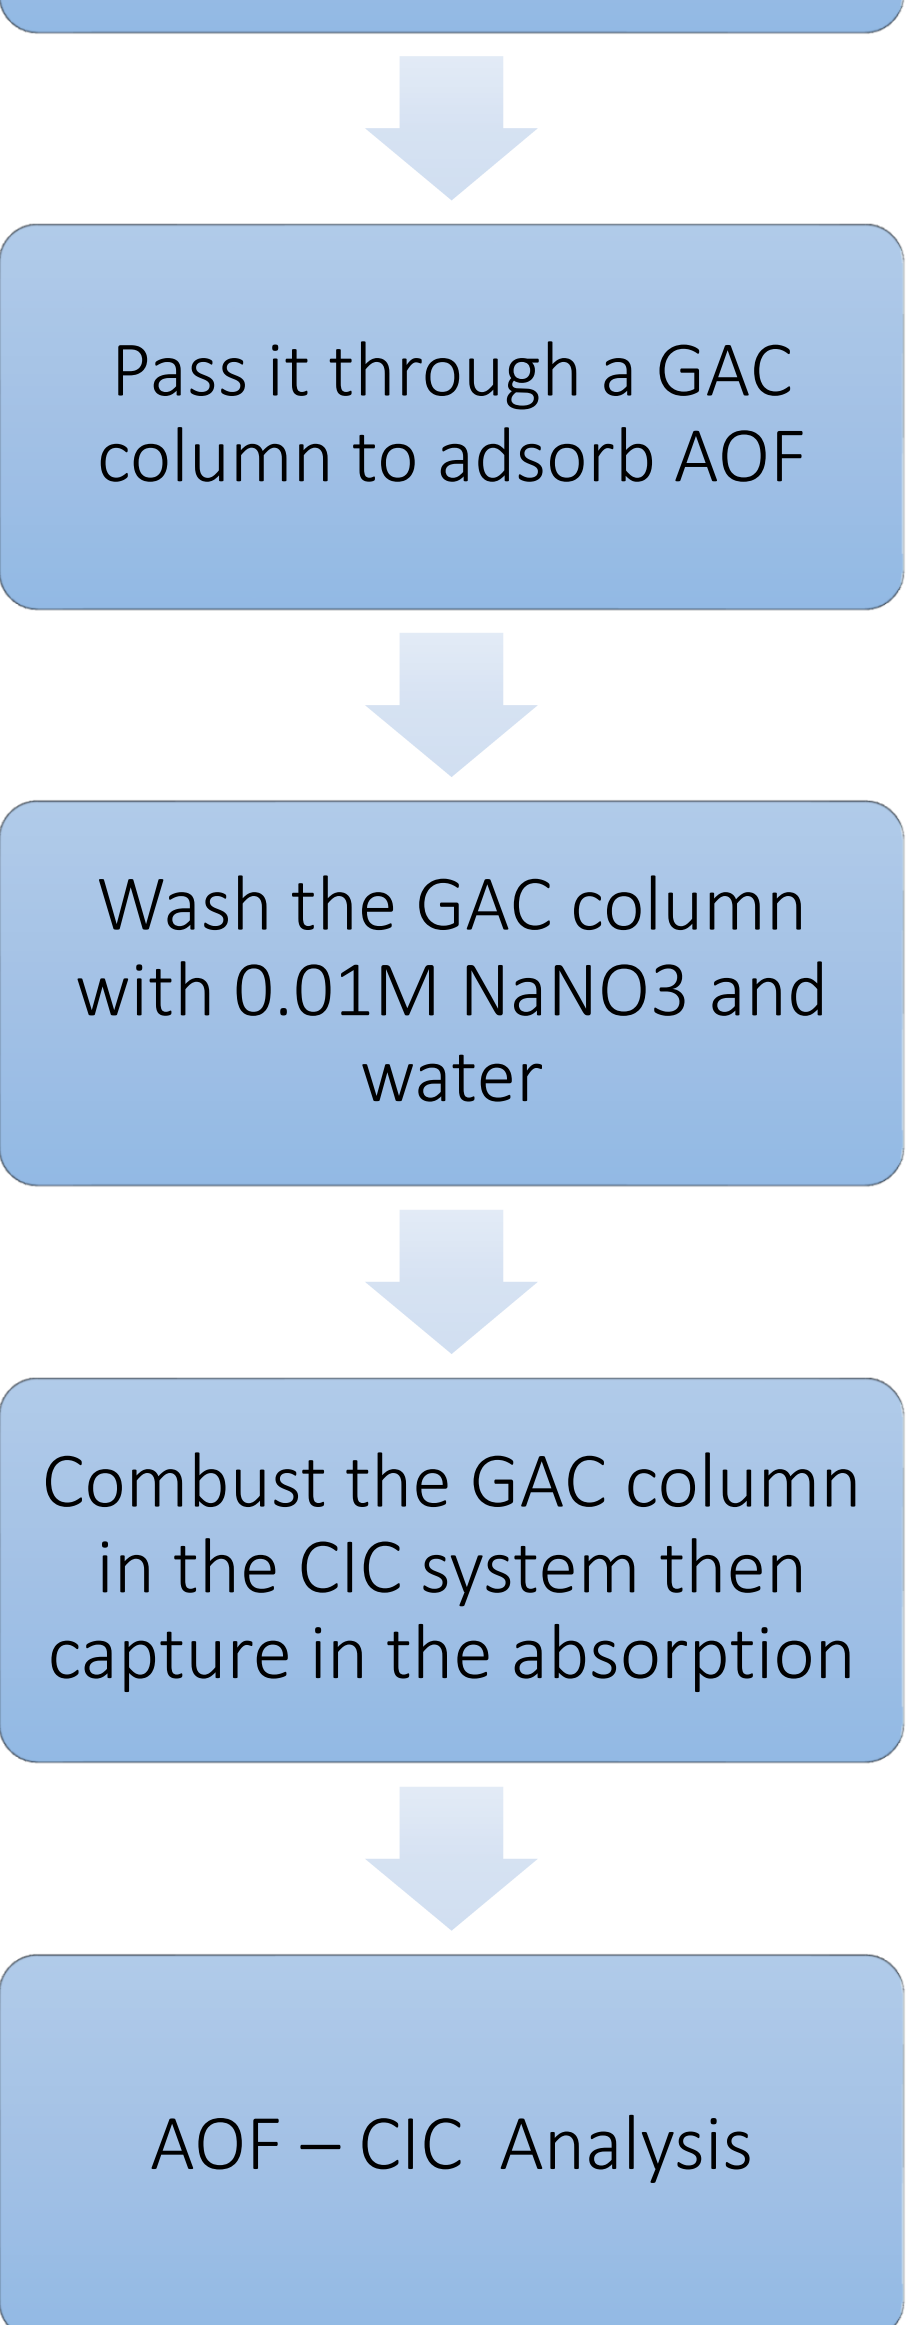 Pass it through a GAC
column to adsorb AOF
Wash the GAC column
with 0.01M NaNO3 and
water
Combust the GAC column
in the CIC system then
capture in the absorption
AOF – CIC  Analysis